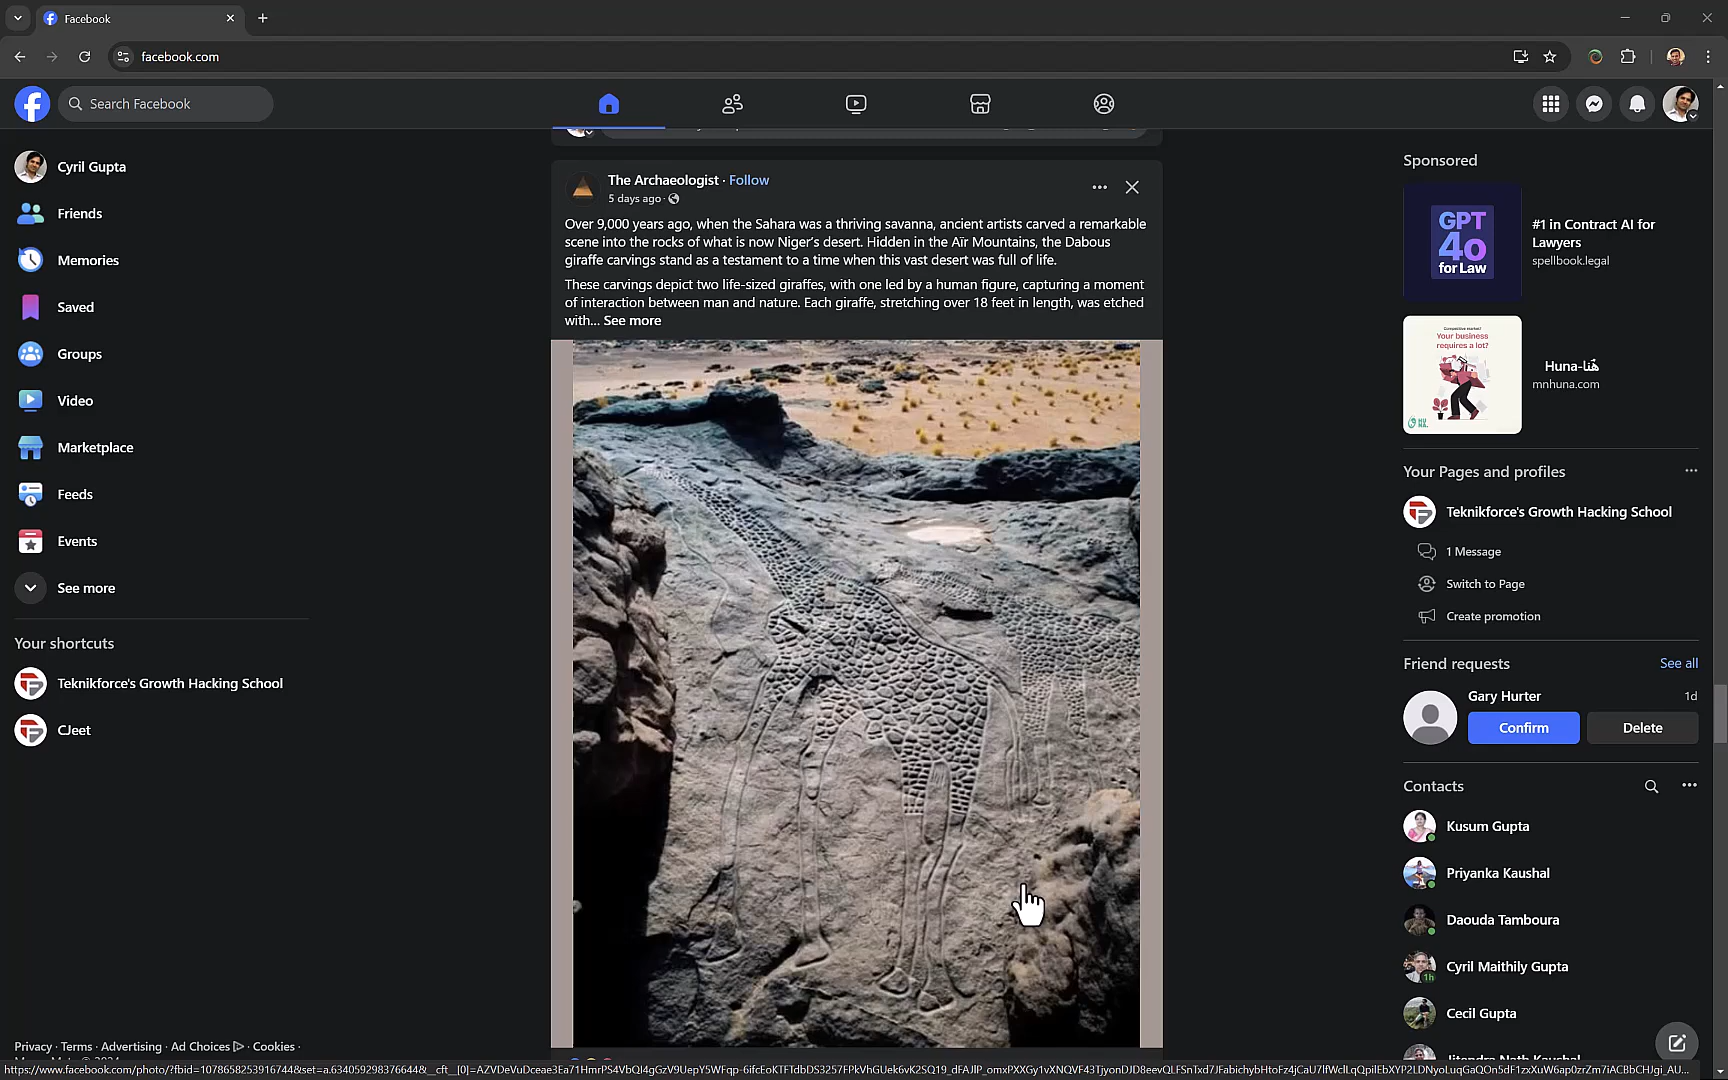 Facebook
facebook.com
Search Facebook
Cyril Gupta
Friends
Memories
Saved
Groups
Video
Marketplace
Feeds
Events
See more
Your shortcuts
Teknikforce's Growth Hacking School
CJeet
Privacy · Terms · Advertising · Ad Choices · Cookies ·
The Archaeologist · Follow
5 days ago ·
Over 9,000 years ago, when the Sahara was a thriving savanna, ancient artists carved a remarkable
scene into the rocks of what is now Niger's desert. Hidden in the Aïr Mountains, the Dabous
giraffe carvings stand as a testament to a time when this vast desert was full of life.
These carvings depict two life-sized giraffes, with one led by a human figure, capturing a moment
of interaction between man and nature. Each giraffe, stretching over 18 feet in length, was etched
with... See more
Sponsored
GPT
4o
for Law
#1 in Contract AI for
Lawyers
spellbook.legal
Your business
requires a lot?
Huna-هُنا
mnhuna.com
Your Pages and profiles
Teknikforce's Growth Hacking School
1 Message
Switch to Page
Create promotion
Friend requests
See all
Gary Hurter
1d
Confirm
Delete
Contacts
Kusum Gupta
Priyanka Kaushal
Daouda Tamboura
Cyril Maithily Gupta
1h
Cecil Gupta